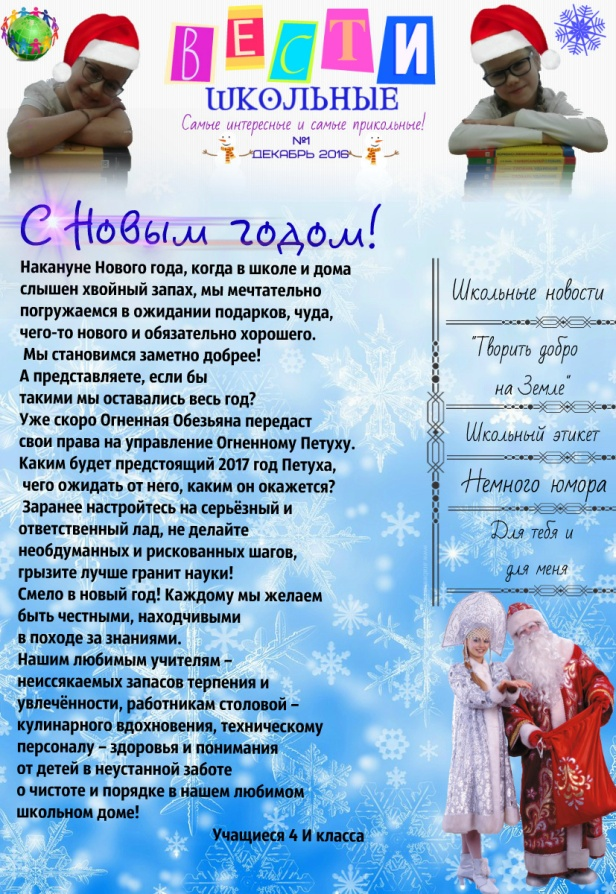 ВЕСТИ
ШКОЛЬНЫЕ
Самые интересные и самые прикольные!
№1
ДЕКАБРЬ 2016
С Новым годом!
Накануне Нового года, когда в школе и дома
слышен хвойный запах, мы мечтательно
погружаемся в ожидании подарков, чуда,
чего-то нового и обязательно хорошего.
Мы становимся заметно добрее!
А представляете, если бы
такими мы оставались весь год?
Уже скоро Огненная Обезьяна передаст
свои права на управление Огненному Петуху.
Каким будет предстоящий 2017 год Петуха,
чего ожидать от него, каким он окажется?
Заранее настройтесь на серьёзный и
ответственный лад, не делайте
необдуманных и рискованных шагов,
грызите лучше гранит науки!
Смело в новый год! Каждому мы желаем
быть честными, находчивыми
в походе за знаниями.
Нашим любимым учителям –
неиссякаемых запасов терпения и
увлечённости, работникам столовой –
кулинарного вдохновения, техническому
персоналу – здоровья и понимания
от детей в неустанной заботе
о чистоте и порядке в нашем любимом
школьном доме!
Учащиеся 4 И класса
Школьные новости
"Творить добро
на Земле"
Школьный этикет
Немного юмора
Для тебя и
для меня